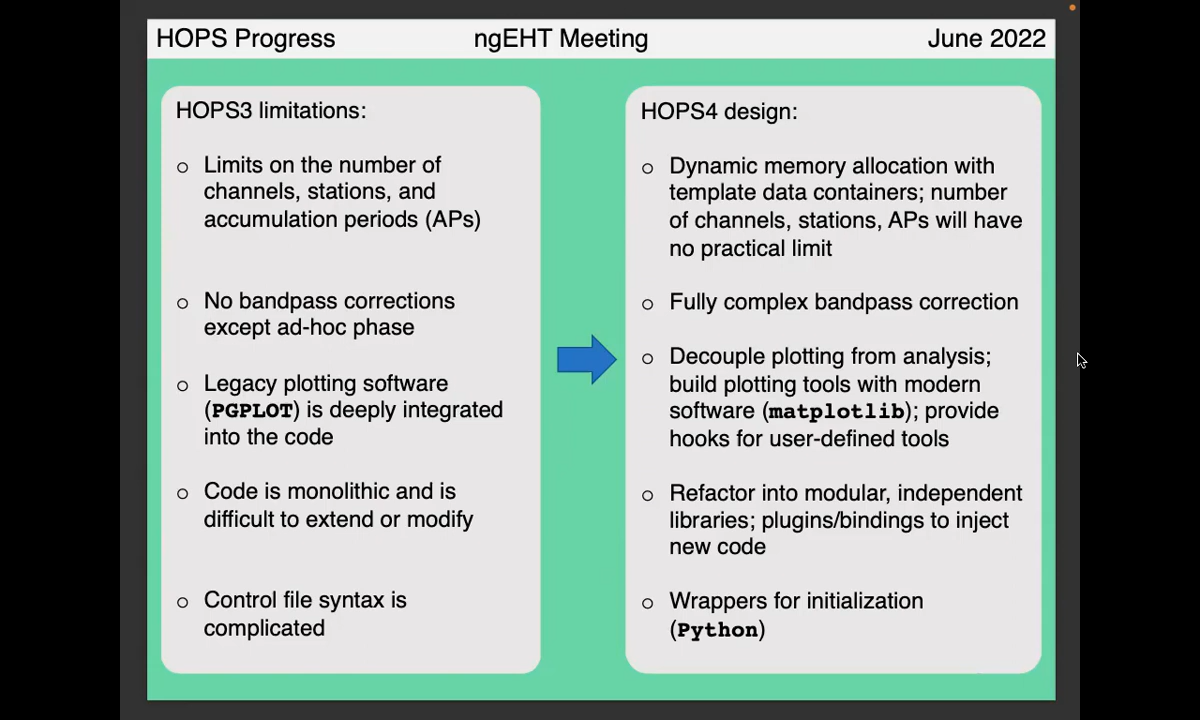 HOPS Progress ngEHT Meeting June 2022
HOPS3 limitations:
○ Limits on the number of
channels, stations, and
accumulation periods (APs)
○ No bandpass corrections
except ad-hoc phase
○ Legacy plotting software
(PGPLOT) is deeply integrated
into the code
○ Code is monolithic and is
difficult to extend or modify
○ Control file syntax is
complicated
HOPS4 design:
○ Dynamic memory allocation with
template data containers; number
of channels, stations, APs will have
no practical limit
○ Fully complex bandpass correction
○ Decouple plotting from analysis;
build plotting tools with modern
software (matplotlib); provide
hooks for user-defined tools
○ Refactor into modular, independent
libraries; plugins/bindings to inject
new code
○ Wrappers for initialization
(Python)